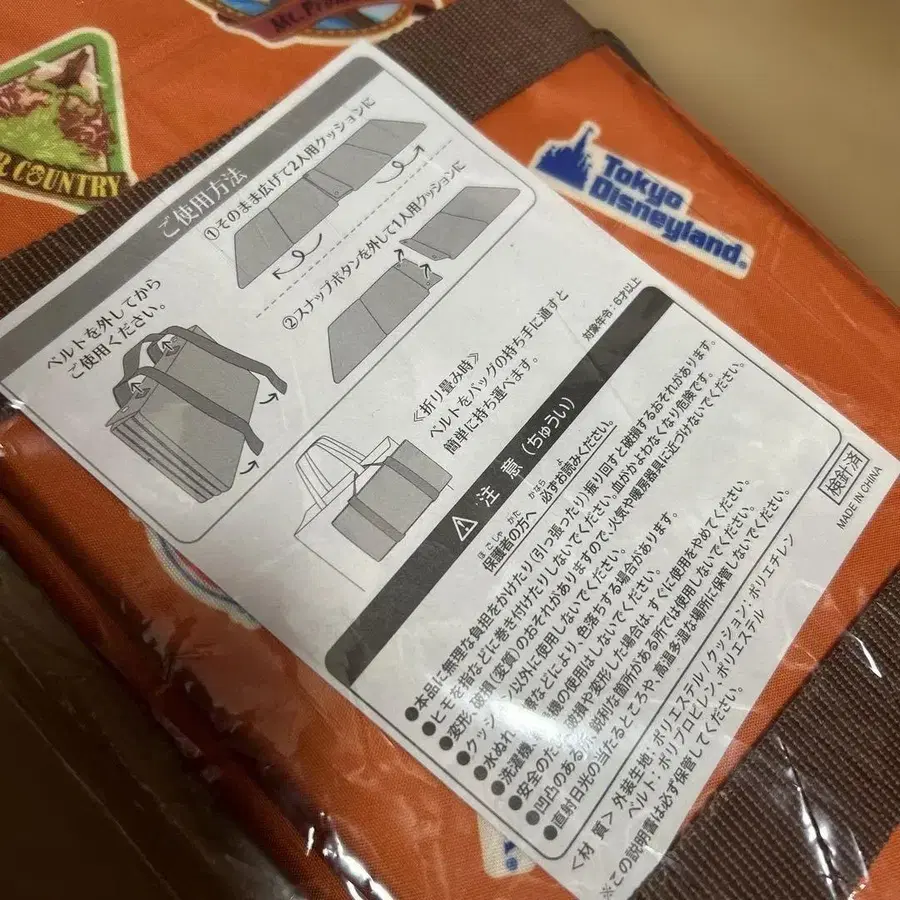 Mt. Prom
R COUNTRY
Tokyo
Disneyland®
ご使用方法
①そのまま広げて2人用クッションに
②スナップボタンを外して1人用クッションに
ベルトを外してから
ご使用ください。
≪折り畳み時≫
ベルトをバッグの持ち手に通すと
簡単に持ち運べます。
対象年令:6才以上
注意(ちゅうい)
ほごしゃ かた かなら よ
保護者の方へ 必ずお読みください。
●本品に無理な負担をかけたり(引っ張ったり)振り回すと破損するおそれがあります。
●ヒモを指などに巻き付けたりしないでください。血がかよわなくなり危険です。
●変形、破損(変質)のおそれがありますので、火気や暖房器具に近づけないでください。
●クッション以外に使用しないでください。
●水ぬれ などにより、色落ちする場合があります。
●洗濯機 機の使用はしないでください。
●安全のため 破損や変形した場合は、すぐに使用をやめてください。
●凹凸のある 鋭利な箇所がある所では使用しないでください。
●直射日光の当たるところや、高温多湿な場所に保管しないでください。
<材 質> 外装生地:ポリエステル/クッション:ポリエチレン
ベルト:ポリプロピレン、ポリエステル
※この説明書は必ず保管してください。
検針済
MADE IN CHINA